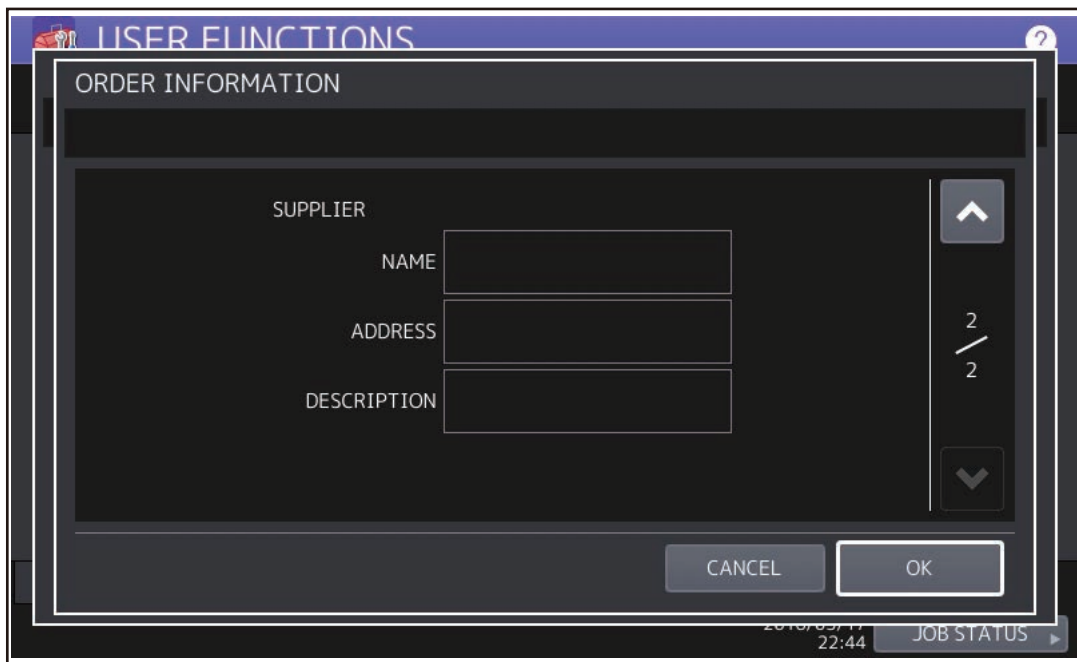 USER FUNCTIONS
?
ORDER INFORMATION
SUPPLIER
NAME
ADDRESS
2
2
DESCRIPTION
CANCEL
OK
22:44
JOB STATUS